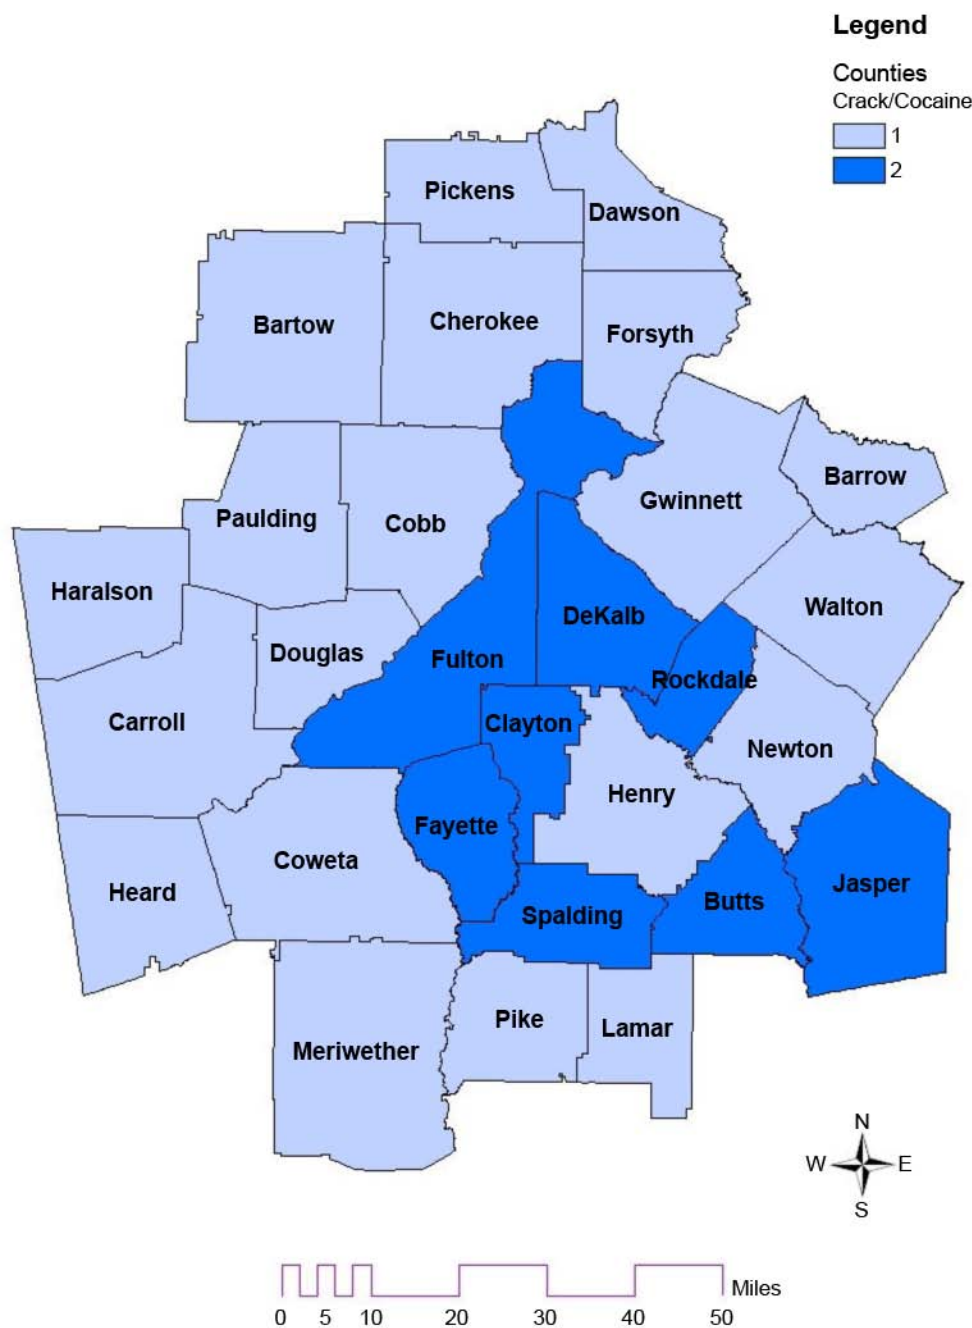 Legend
Counties
Crack/Cocaine
1
2
Pickens
Dawson
Bartow
Cherokee
Forsyth
Barrow
Gwinnett
Paulding
Cobb
Haralson
Walton
DeKalb
Douglas
Fulton
Rockdale
Carroll
Clayton
Newton
Henry
Fayette
Coweta
Jasper
Heard
Butts
Spalding
Pike
Lamar
Meriwether
N
W E
S
Miles
0 5 10 20 30 40 50